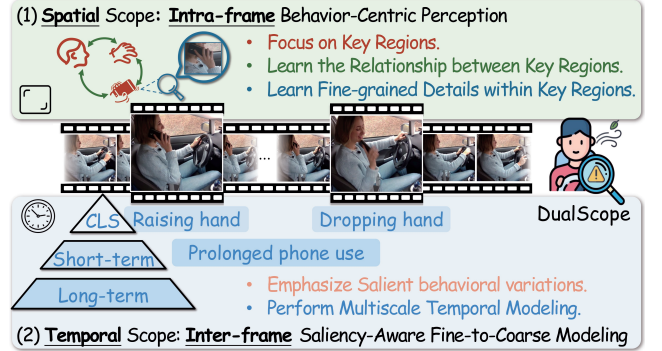 (1) Spatial Scope: Intra-frame Behavior-Centric Perception
• Focus on Key Regions.
• Learn the Relationship between Key Regions.
• Learn Fine-grained Details within Key Regions.
...
DualScope
CLS
Raising hand
Dropping hand
Short-term
Prolonged phone use
Long-term
• Emphasize Salient behavioral variations.
• Perform Multiscale Temporal Modeling.
(2) Temporal Scope: Inter-frame Saliency-Aware Fine-to-Coarse Modeling